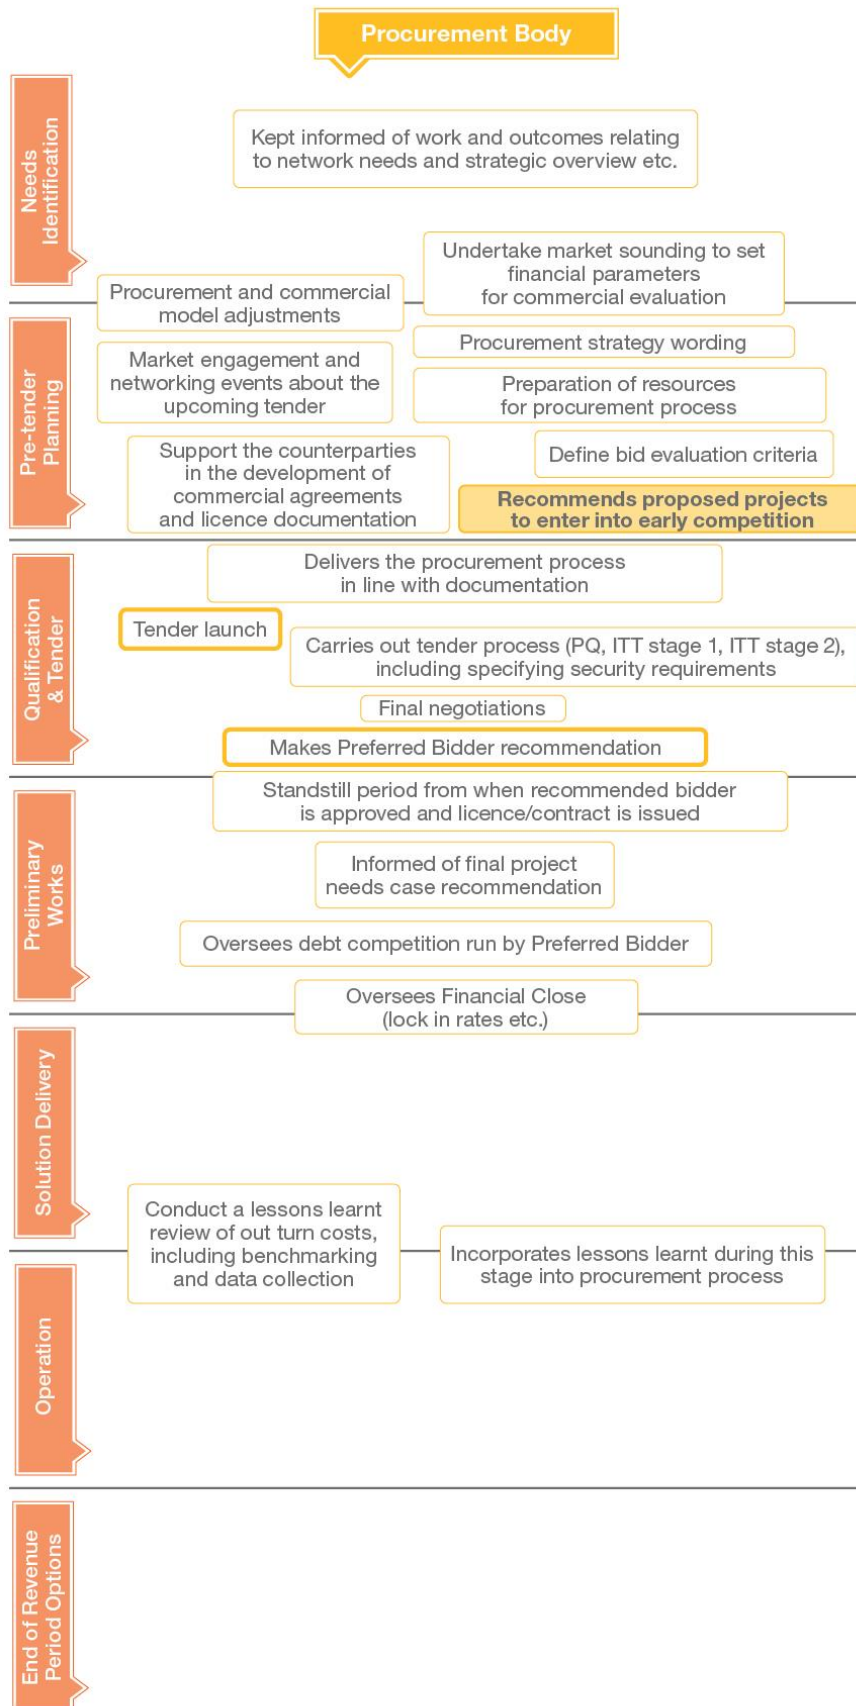 Procurement Body
Needs
Identification
Kept informed of work and outcomes relating
to network needs and strategic overview etc.
Undertake market sounding to set
financial parameters
for commercial evaluation
Procurement and commercial
model adjustments
Pre-tender
Planning
Procurement strategy wording
Market engagement and
networking events about the
upcoming tender
Preparation of resources
for procurement process
Support the counterparties
in the development of
commercial agreements
and licence documentation
Define bid evaluation criteria
Recommends proposed projects
to enter into early competition
Qualification
& Tender
Delivers the procurement process
in line with documentation
Tender launch
Carries out tender process (PQ, ITT stage 1, ITT stage 2),
including specifying security requirements
Final negotiations
Makes Preferred Bidder recommendation
Preliminary
Works
Standstill period from when recommended bidder
is approved and licence/contract is issued
Informed of final project
needs case recommendation
Oversees debt competition run by Preferred Bidder
Oversees Financial Close
(lock in rates etc.)
Solution Delivery
Conduct a lessons learnt
review of out turn costs,
including benchmarking
and data collection
Incorporates lessons learnt during this
stage into procurement process
Operation
End of Revenue
Period Options